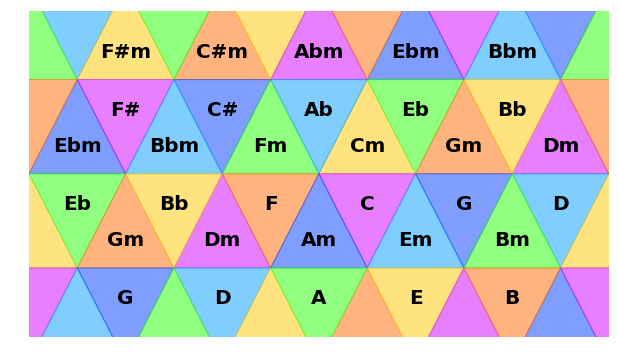 F#m C#m Abm Ebm Bbm
F# C# Ab Eb Bb
Ebm Bbm Fm Cm Gm Dm
Eb Bb F C G D
Gm Dm Am Em Bm
G D A E B